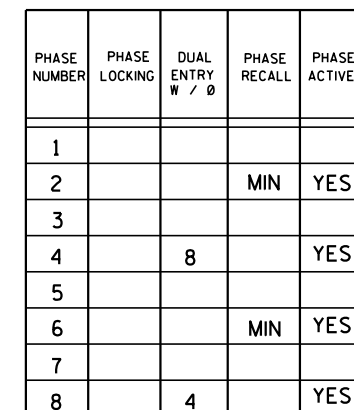 PHASE NUMBER PHASE LOCKING DUAL ENTRY W / Ø PHASE RECALL PHASE ACTIVE
1
2 MIN YES
3
4 8 YES
5
6 MIN YES
7
8 4 YES